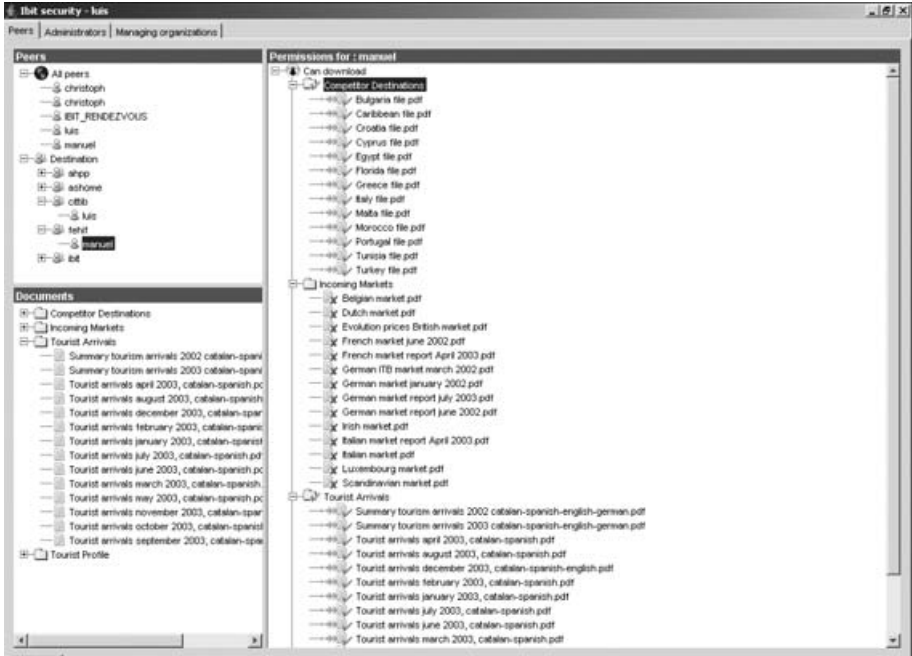 Ibit security - luis
Peers
Administrators
Managing organizations
Peers
All peers
christoph
christoph
IBIT_RENDEZVOUS
luis
manuel
Destination
ahpp
ashome
cittib
luis
fehif
manuel
ibit
Documents
Competitor Destinations
Incoming Markets
Tourist Arrivals
Summary tourism arrivals 2002 catalan-spani
Summary tourism arrivals 2003 catalan-spani
Tourist arrivals april 2003, catalan-spanish.pc
Tourist arrivals august 2003, catalan-spanish
Tourist arrivals december 2003, catalan-spar
Tourist arrivals february 2003, catalan-spanis
Tourist arrivals january 2003, catalan-spanish
Tourist arrivals july 2003, catalan-spanish.pdf
Tourist arrivals june 2003, catalan-spanish.pc
Tourist arrivals march 2003, catalan-spanish.
Tourist arrivals may 2003, catalan-spanish.pc
Tourist arrivals november 2003, catalan-spar
Tourist arrivals october 2003, catalan-spanisl
Tourist arrivals september 2003, catalan-spa
Tourist Profile
Permissions for : manuel
Can download
Competitor Destinations
Bulgaria file.pdf
Caribbean file.pdf
Croatia file.pdf
Cyprus file.pdf
Egypt file.pdf
Florida file.pdf
Greece file.pdf
Italy file.pdf
Malta file.pdf
Morocco file.pdf
Portugal file.pdf
Tunisia file.pdf
Turkey file.pdf
Incoming Markets
Belgian market.pdf
Dutch market.pdf
Evolution prices British market.pdf
French market june 2002.pdf
French market report April 2003.pdf
German ITB market march 2002.pdf
German market january 2002.pdf
German market report july 2003.pdf
German market report june 2002.pdf
Irish market.pdf
Italian market report April 2003.pdf
Italian market.pdf
Luxembourg market.pdf
Scandinavian market.pdf
Tourist Arrivals
Summary tourism arrivals 2002 catalan-spanish-english-german.pdf
Summary tourism arrivals 2003 catalan-spanish-english-german.pdf
Tourist arrivals april 2003, catalan-spanish.pdf
Tourist arrivals august 2003, catalan-spanish.pdf
Tourist arrivals december 2003, catalan-spanish-english.pdf
Tourist arrivals february 2003, catalan-spanish.pdf
Tourist arrivals january 2003, catalan-spanish.pdf
Tourist arrivals july 2003, catalan-spanish.pdf
Tourist arrivals june 2003, catalan-spanish.pdf
Tourist arrivals march 2003, catalan-spanish.pdf